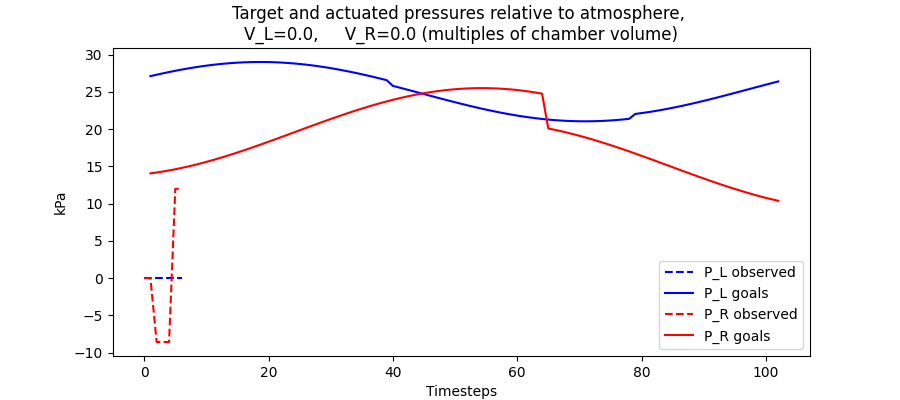 Target and actuated pressures relative to atmosphere,
V_L=0.0, V_R=0.0 (multiples of chamber volume)
30
25
20
15
10
5
0
−5
−10
kPa
P_L observed
P_L goals
P_R observed
P_R goals
0 20 40 60 80 100
Timesteps